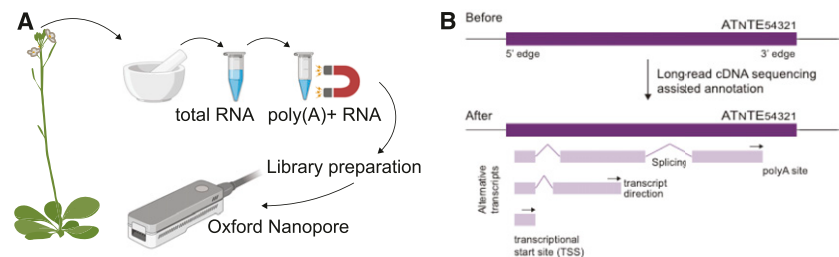 A
total RNA
poly(A)+ RNA
Library preparation
Oxford Nanopore
B
Before
ATNTE54321
5' edge
3' edge
Long-read cDNA sequencing
assisted annotation
After
ATNTE54321
Alternative
transcripts
Splicing
polyA site
transcript
direction
transcriptional
start site (TSS)